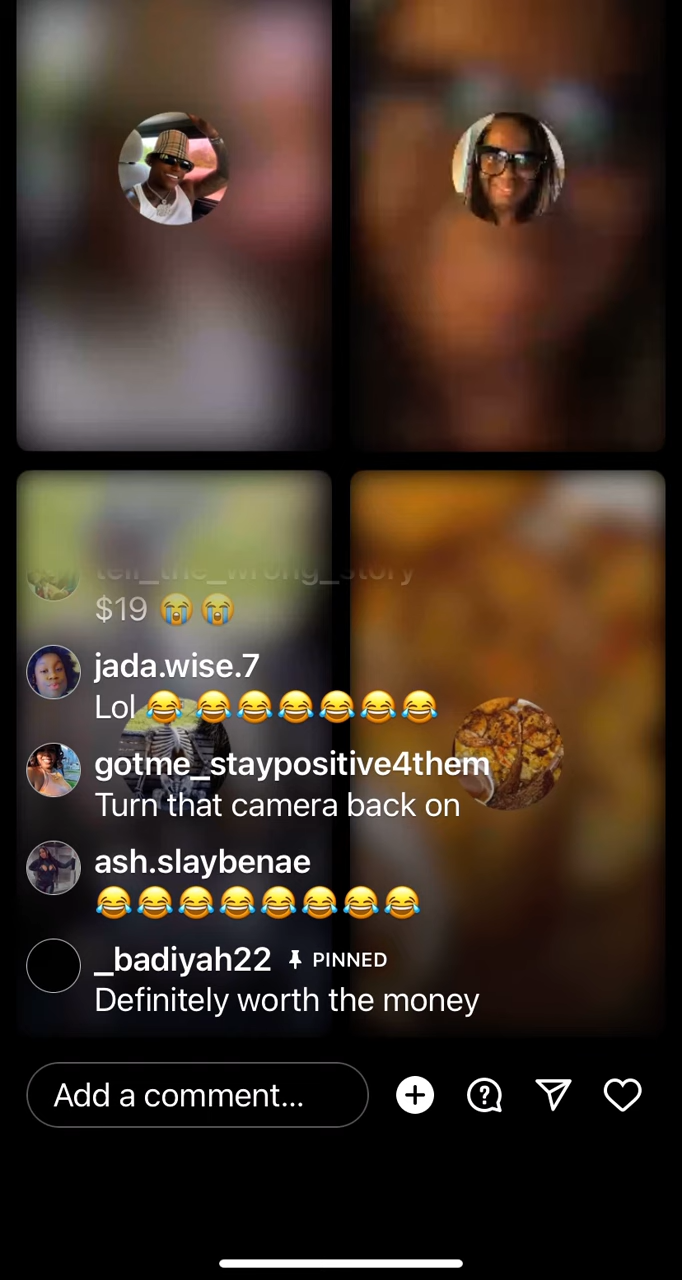 tell_the_wrong_story
$19 😭 😭
jada.wise.7
Lol 😂 😂😂😂😂😂😂
gotme_staypositive4them
Turn that camera back on
ash.slaybenae
😂😂😂😂😂😂😂😂
_badiyah22 PINNED
Definitely worth the money
Add a comment...